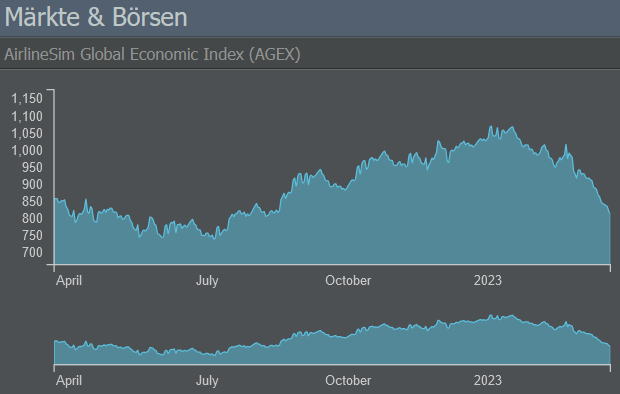 Märkte & Börsen
AirlineSim Global Economic Index (AGEX)
1,150
1,100
1,050
1,000
950
900
850
800
750
700
April July October 2023
April July October 2023